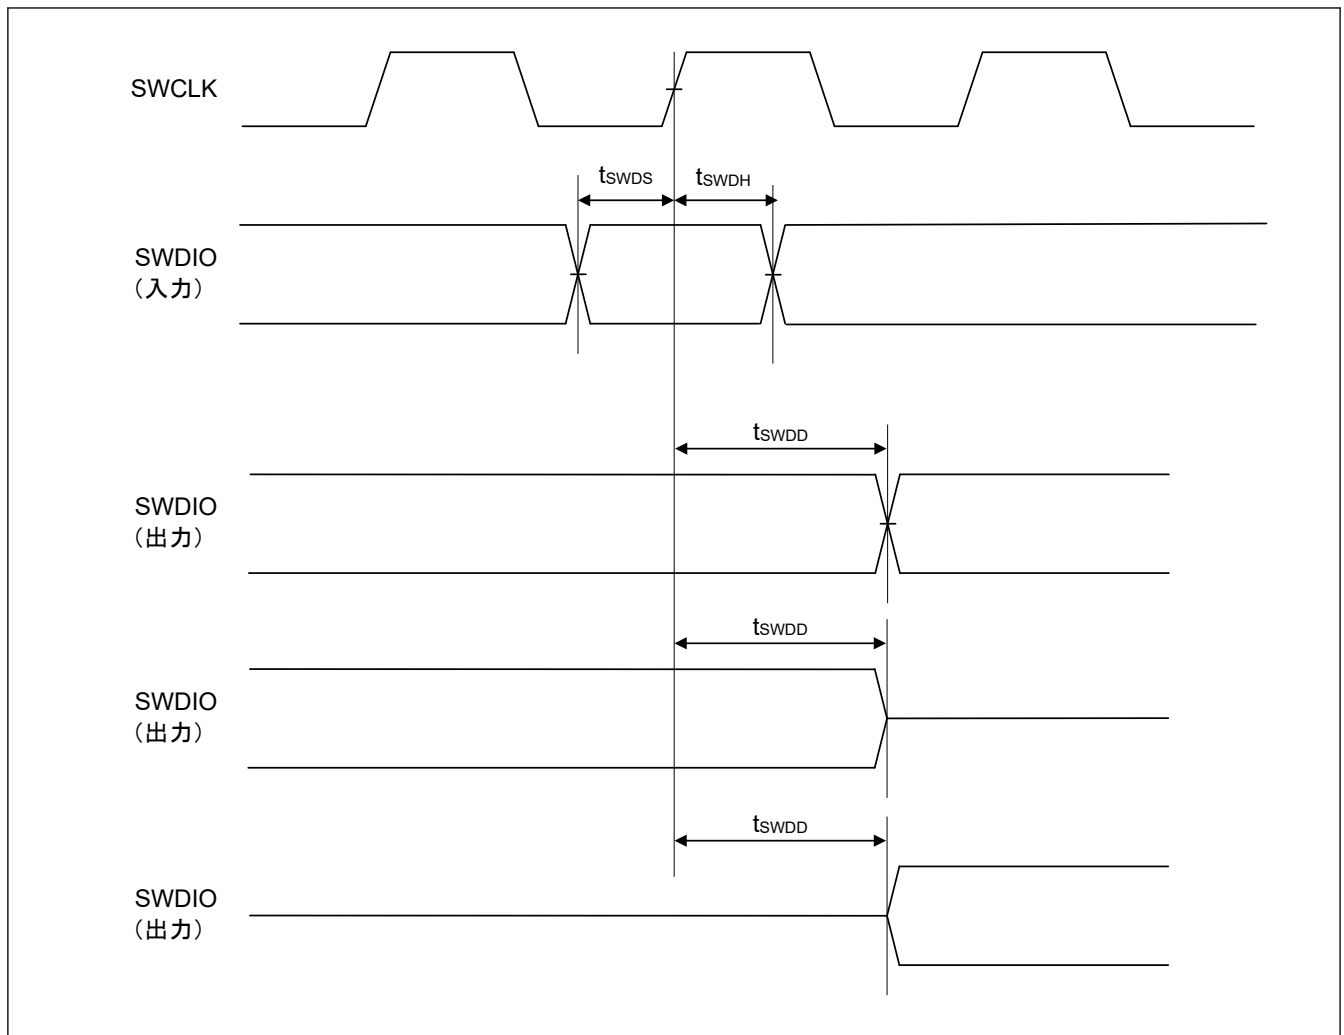 SWCLK
tSWDS
tSWDH
SWDIO
（入力）
tSWDD
SWDIO
（出力）
tSWDD
SWDIO
（出力）
tSWDD
SWDIO
（出力）